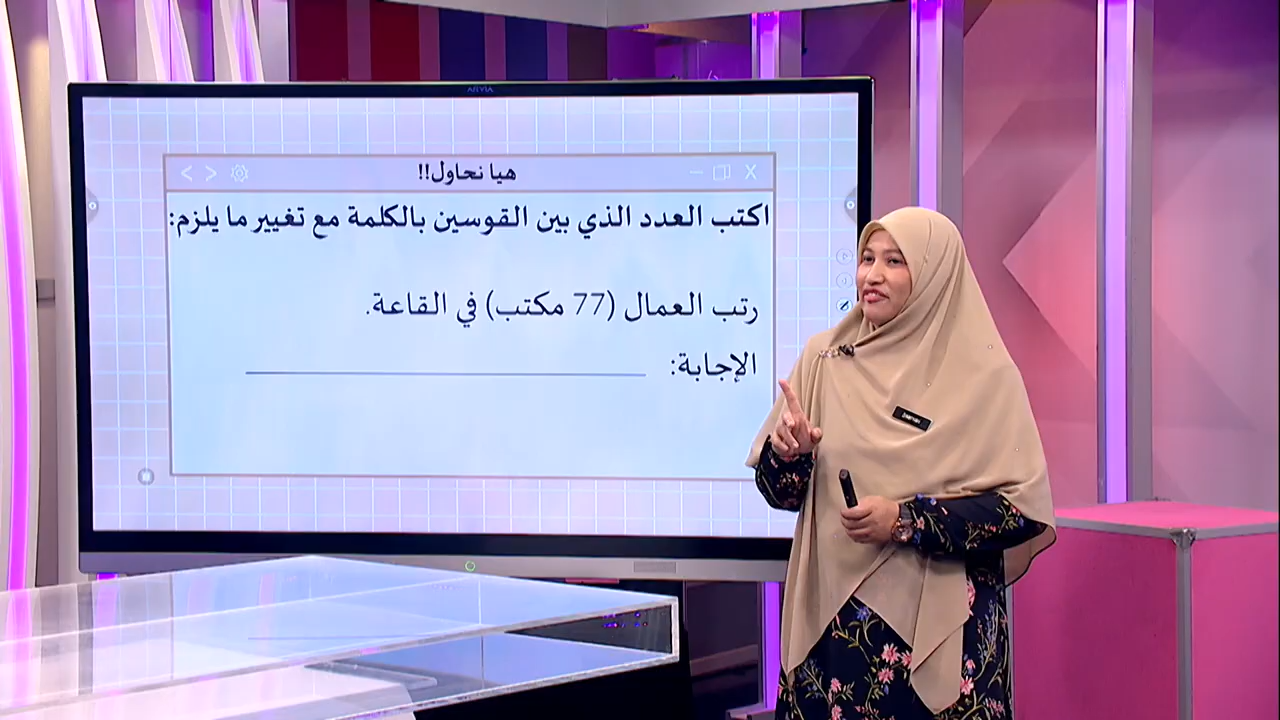 هيا نحاول!!
اكتب العدد الذي بين القوسين بالكلمة مع تغيير ما يلزم:
رتب العمال (77 مكتب) في القاعة.
الإجابة: